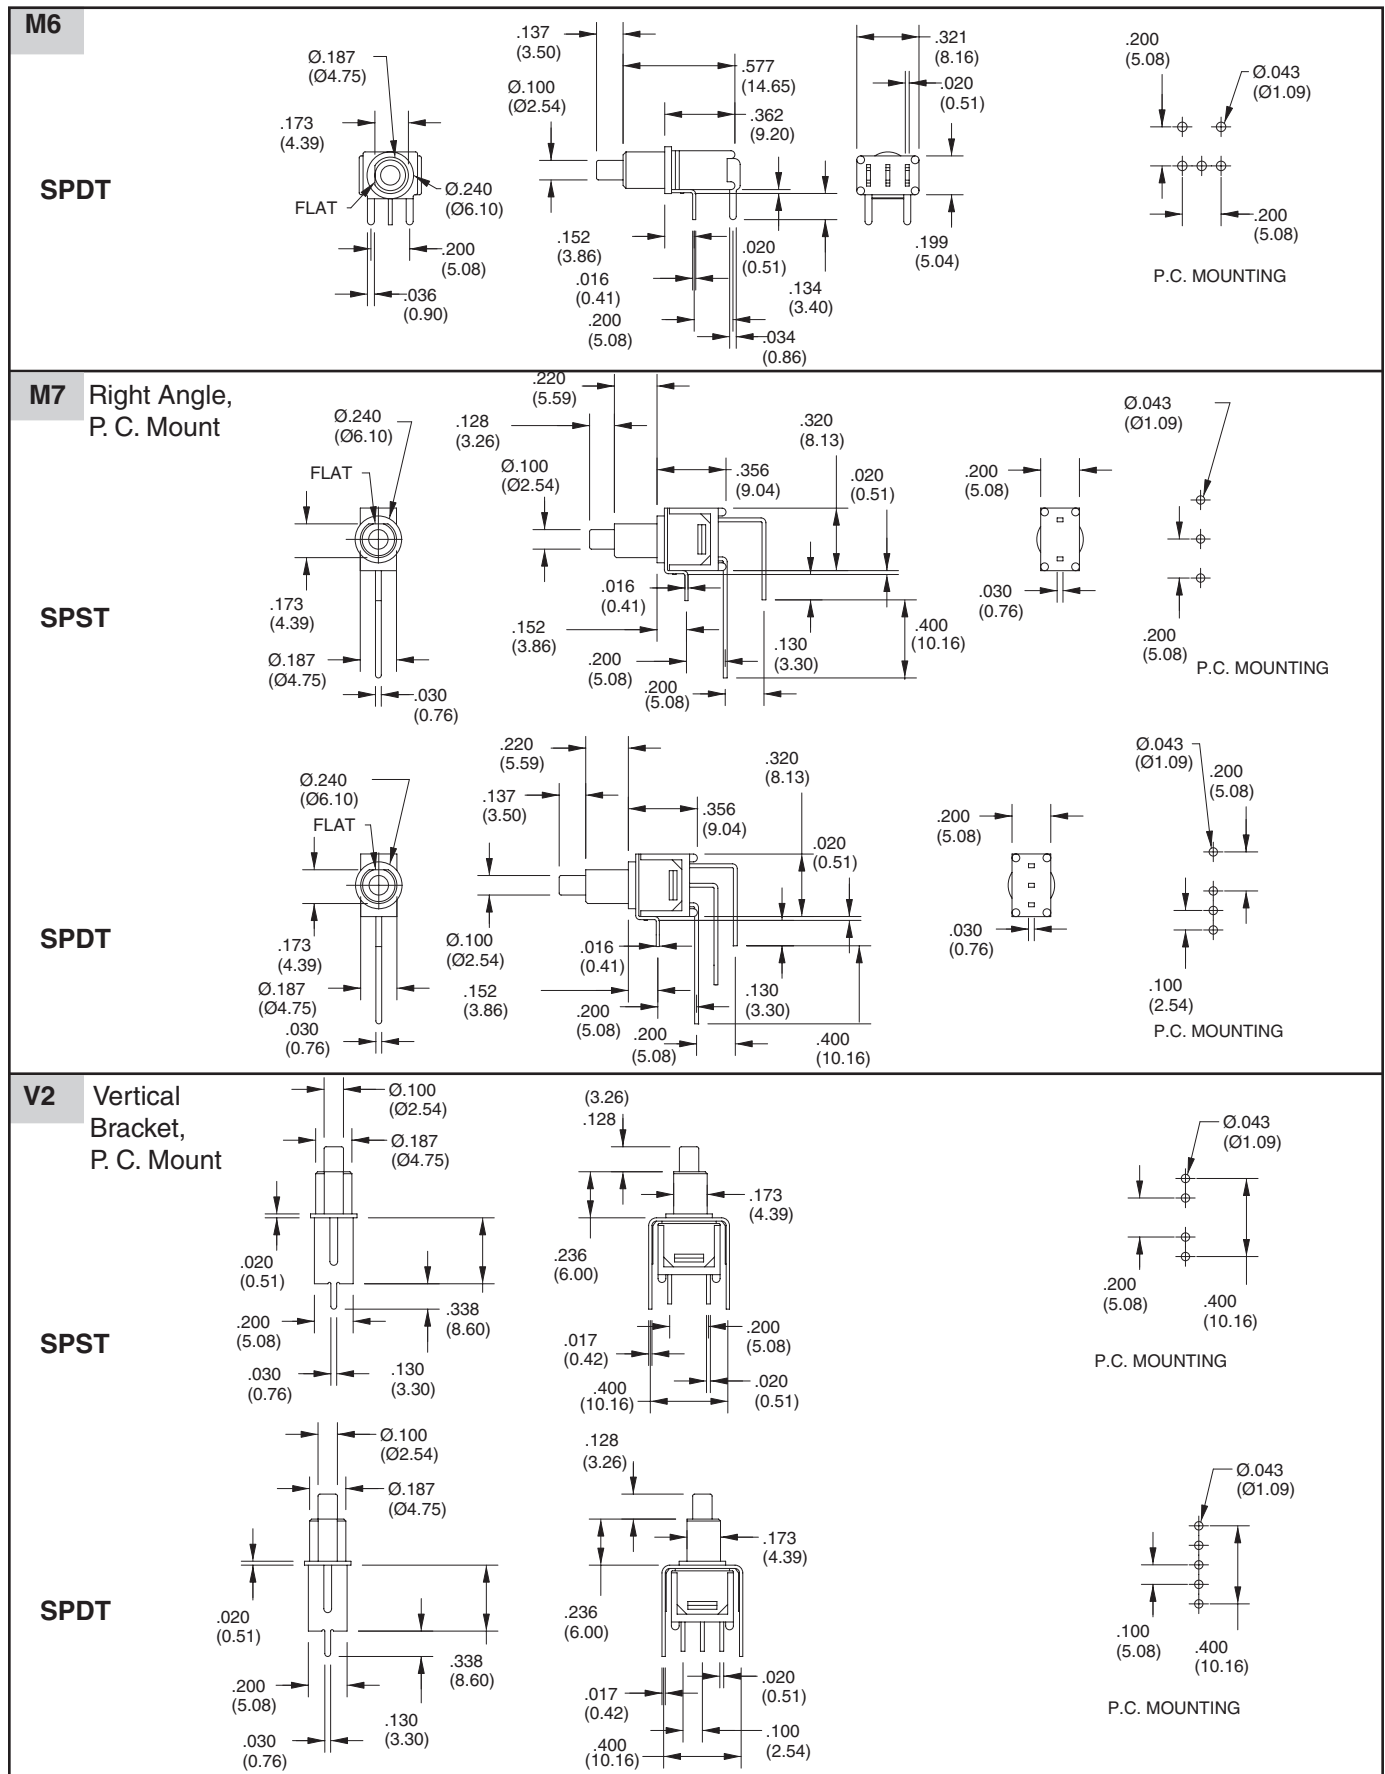 M6
SPDT
Ø.187
(Ø4.75)
.173
(4.39)
FLAT
Ø.240
(Ø6.10)
.200
(5.08)
.036
(0.90)
.137
(3.50)
Ø.100
(Ø2.54)
.577
(14.65)
.362
(9.20)
.152
(3.86)
.016
(0.41)
.200
(5.08)
.020
(0.51)
.134
(3.40)
.034
(0.86)
.321
(8.16)
.020
(0.51)
.199
(5.04)
.200
(5.08)
Ø.043
(Ø1.09)
.200
(5.08)
P.C. MOUNTING
M7 Right Angle,
P. C. Mount
SPST
Ø.240
(Ø6.10)
FLAT
.173
(4.39)
Ø.187
(Ø4.75)
.030
(0.76)
.220
(5.59)
.128
(3.26)
Ø.100
(Ø2.54)
.356
(9.04)
.320
(8.13)
.020
(0.51)
.016
(0.41)
.152
(3.86)
.200
(5.08)
.200
(5.08)
.130
(3.30)
.400
(10.16)
.200
(5.08)
.030
(0.76)
Ø.043
(Ø1.09)
.200
(5.08)
P.C. MOUNTING
SPDT
Ø.240
(Ø6.10)
FLAT
.173
(4.39)
Ø.187
(Ø4.75)
.030
(0.76)
.220
(5.59)
.137
(3.50)
Ø.100
(Ø2.54)
.356
(9.04)
.320
(8.13)
.020
(0.51)
.016
(0.41)
.152
(3.86)
.200
(5.08)
.200
(5.08)
.130
(3.30)
.400
(10.16)
.200
(5.08)
.030
(0.76)
Ø.043
(Ø1.09)
.200
(5.08)
.100
(2.54)
P.C. MOUNTING
V2 Vertical
Bracket,
P. C. Mount
SPST
Ø.100
(Ø2.54)
Ø.187
(Ø4.75)
.020
(0.51)
.200
(5.08)
.030
(0.76)
.338
(8.60)
.130
(3.30)
(3.26)
.128
.173
(4.39)
.236
(6.00)
.017
(0.42)
.400
(10.16)
.200
(5.08)
.020
(0.51)
Ø.043
(Ø1.09)
.200
(5.08)
.400
(10.16)
P.C. MOUNTING
SPDT
Ø.100
(Ø2.54)
Ø.187
(Ø4.75)
.020
(0.51)
.200
(5.08)
.030
(0.76)
.338
(8.60)
.130
(3.30)
.128
(3.26)
.173
(4.39)
.236
(6.00)
.017
(0.42)
.400
(10.16)
.020
(0.51)
.100
(2.54)
Ø.043
(Ø1.09)
.100
(5.08)
.400
(10.16)
P.C. MOUNTING